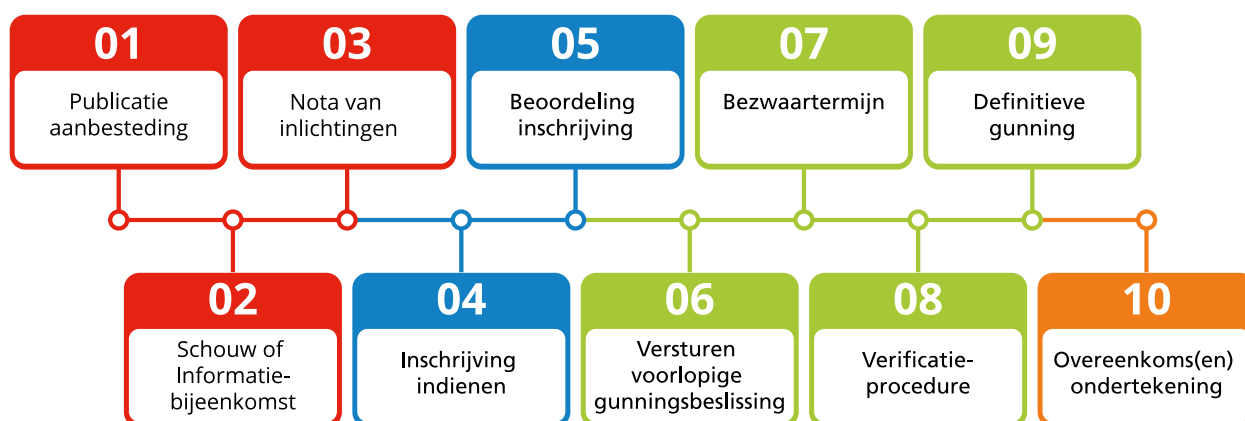 01
Publicatie
aanbesteding
03
Nota van
inlichtingen
05
Beoordeling
inschrijving
07
Bezwaartermijn
09
Definitieve
gunning
02
Schouw of
Informatie-
bijeenkomst
04
Inschrijving
indienen
06
Versturen
voorlopige
gunningsbeslissing
08
Verificatie-
procedure
10
Overeenkoms(en)
ondertekening